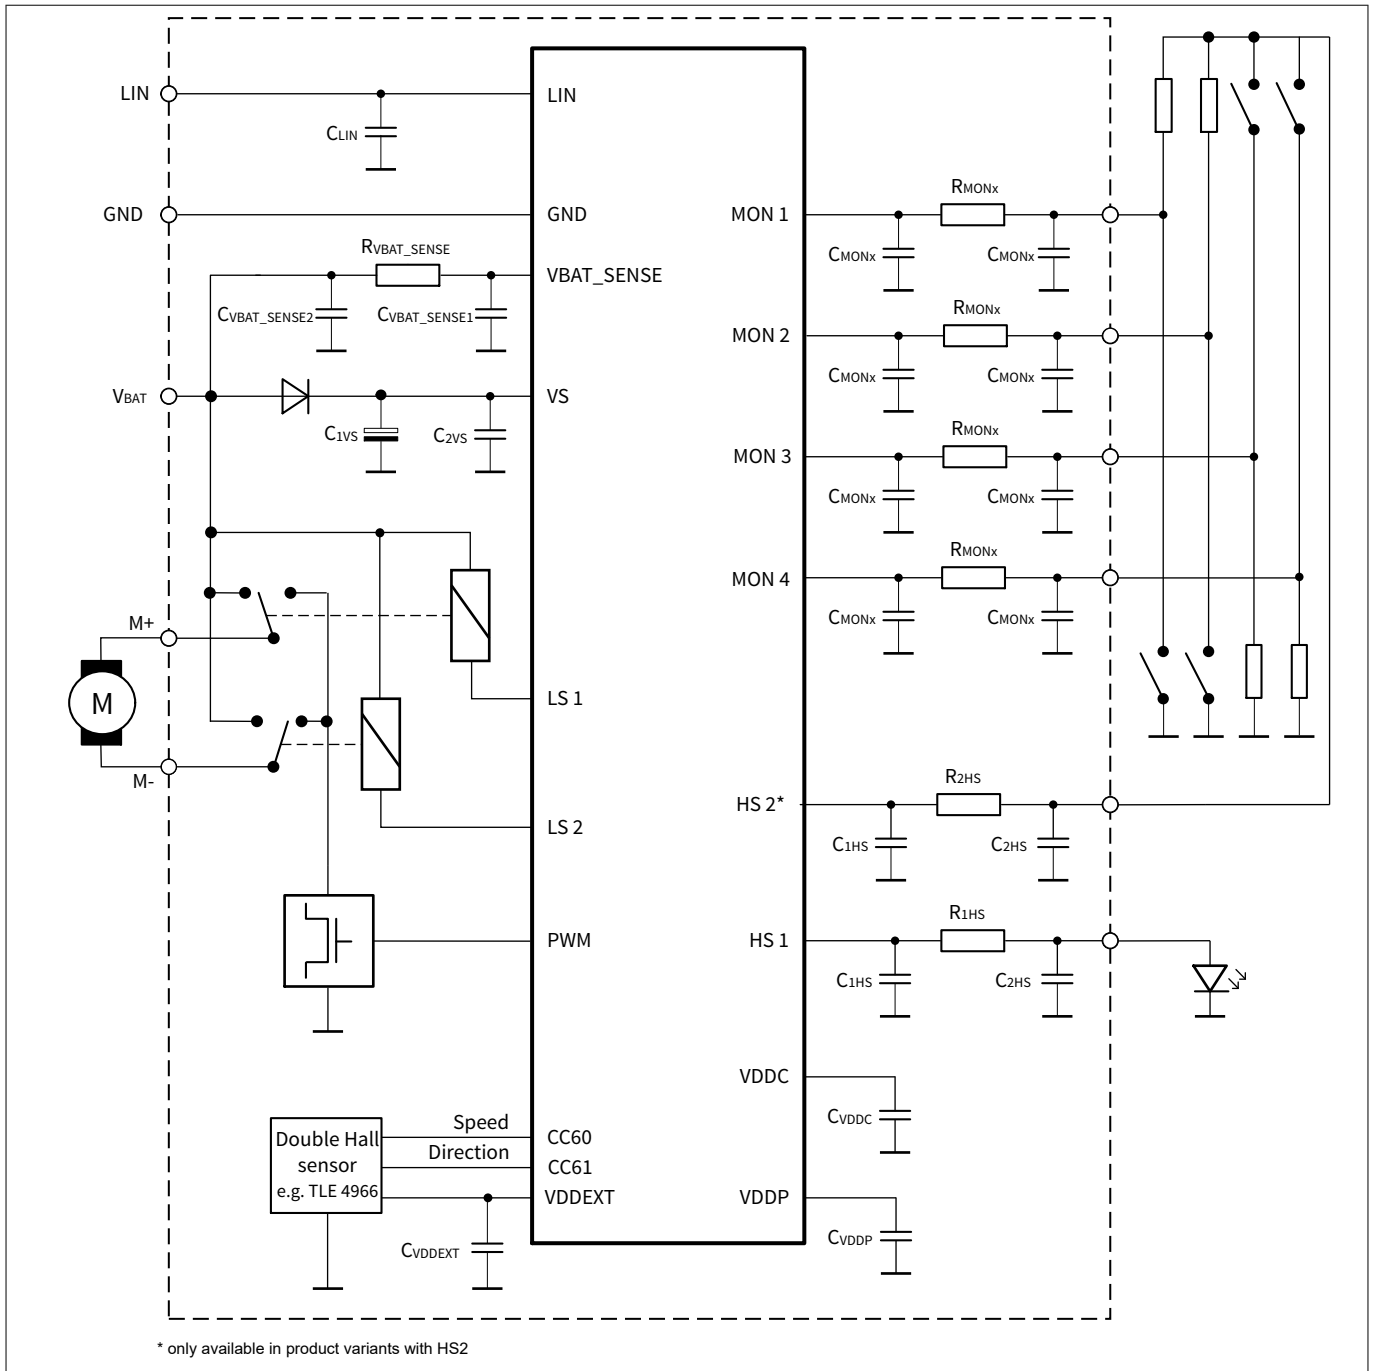 LIN
LIN
CLIN
GND
GND
MON 1
RMONx
CMONx
CMONx
RVBAT_SENSE
VBAT_SENSE
CVBAT_SENSE2
CVBAT_SENSE1
MON 2
RMONx
CMONx
CMONx
VBAT
VS
C1VS
C2VS
MON 3
RMONx
CMONx
CMONx
MON 4
RMONx
CMONx
CMONx
M+
M
M-
LS 1
LS 2
HS 2*
R2HS
C1HS
C2HS
PWM
HS 1
R1HS
C1HS
C2HS
VDDC
CVDDC
Double Hall
sensor
e.g. TLE 4966
Speed
Direction
CC60
CC61
VDDEXT
CVDDEXT
VDDP
CVDDP
* only available in product variants with HS2